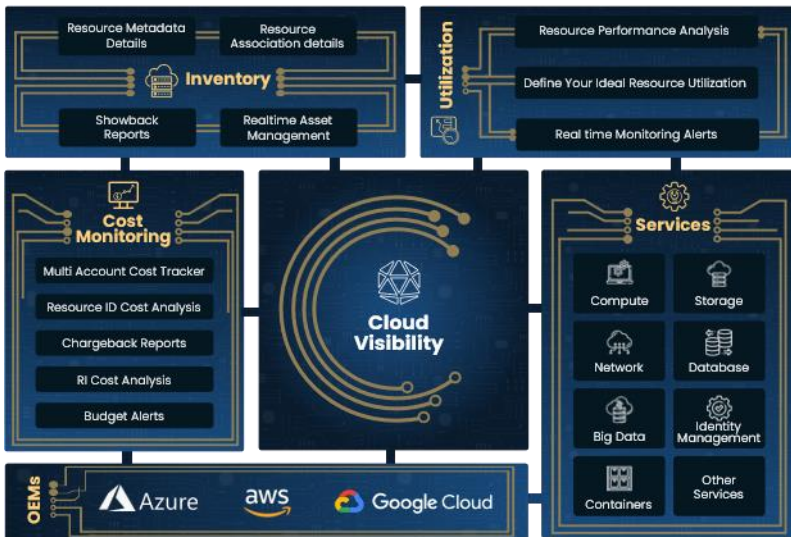 Resource Metadata
Details
Resource
Association details
Inventory
Showback
Reports
Realtime Asset
Management
Utilization
Resource Performance Analysis
Define Your Ideal Resource Utilization
Real time Monitoring Alerts
Cost
Monitoring
Multi Account Cost Tracker
Resource ID Cost Analysis
Chargeback Reports
RI Cost Analysis
Budget Alerts
Cloud
Visibility
Services
Compute
Storage
Network
Database
Big Data
Identity
Management
Containers
Other
Services
OEMs
Azure
aws
Google Cloud